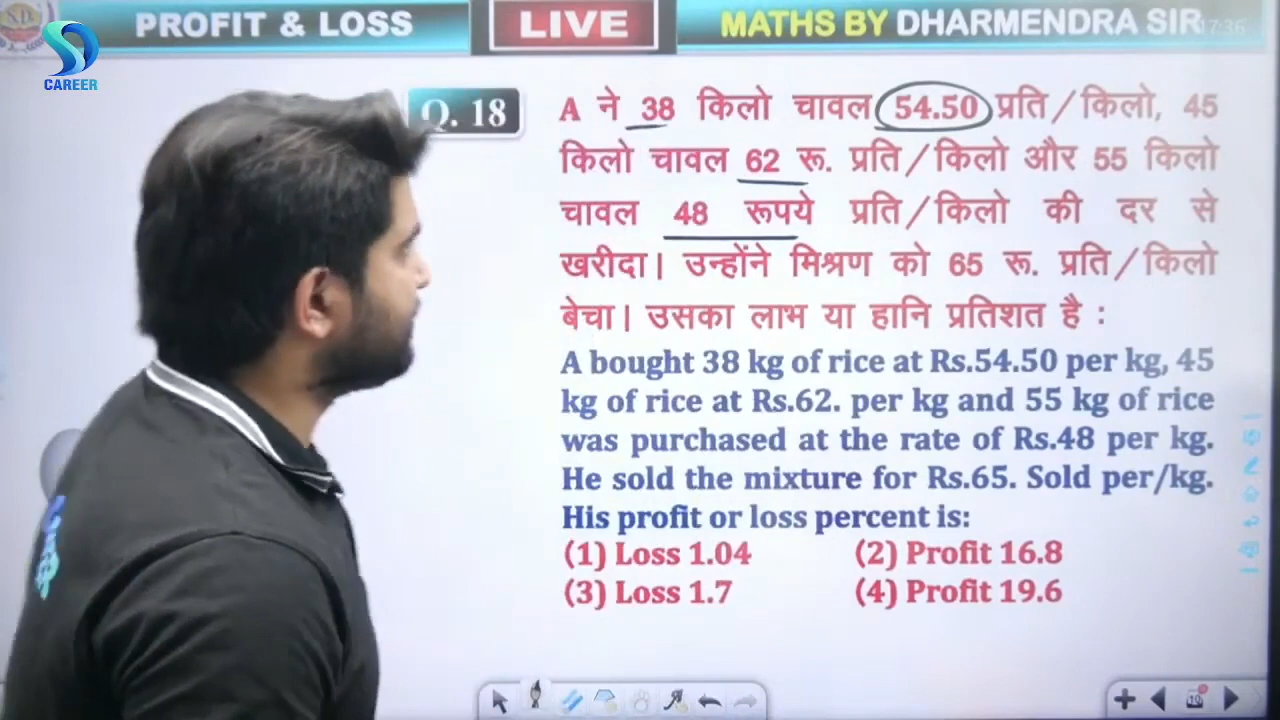 PROFIT & LOSS
LIVE
MATHS BY DHARMENDRA SIR
17:36
S.D.
CAREER
Q. 18
A ने 38 किलो चावल 54.50 प्रति/किलो, 45
किलो चावल 62 रू. प्रति/किलो और 55 किलो
चावल 48 रूपये प्रति/किलो की दर से
खरीदा। उन्होंने मिश्रण को 65 रू. प्रति/किलो
बेचा। उसका लाभ या हानि प्रतिशत है :
A bought 38 kg of rice at Rs.54.50 per kg, 45
kg of rice at Rs.62. per kg and 55 kg of rice
was purchased at the rate of Rs.48 per kg.
He sold the mixture for Rs.65. Sold per/kg.
His profit or loss percent is:
(1) Loss 1.04 (2) Profit 16.8
(3) Loss 1.7 (4) Profit 19.6